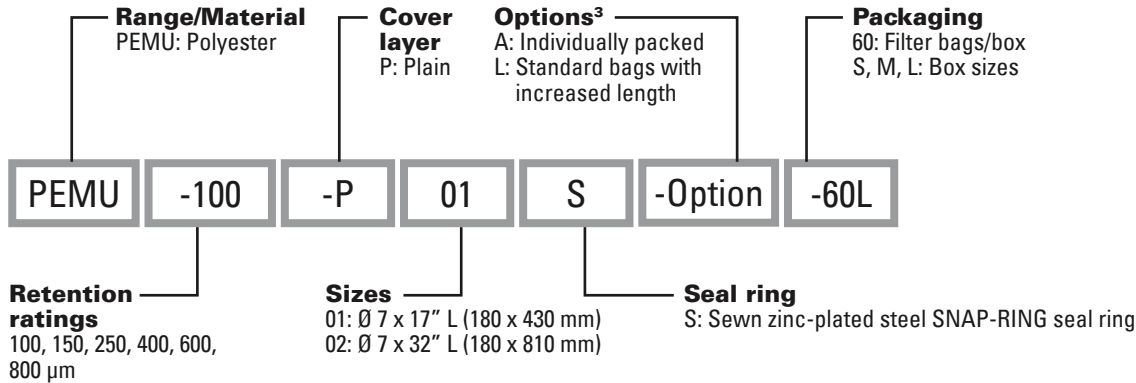 Range/Material
PEMU: Polyester
Cover
layer
P: Plain
Options³
A: Individually packed
L: Standard bags with
increased length
Packaging
60: Filter bags/box
S, M, L: Box sizes
PEMU -100 -P 01 S -Option -60L
Retention
ratings
100, 150, 250, 400, 600,
800 µm
Sizes
01: Ø 7 x 17” L (180 x 430 mm)
02: Ø 7 x 32” L (180 x 810 mm)
Seal ring
S: Sewn zinc-plated steel SNAP-RING seal ring